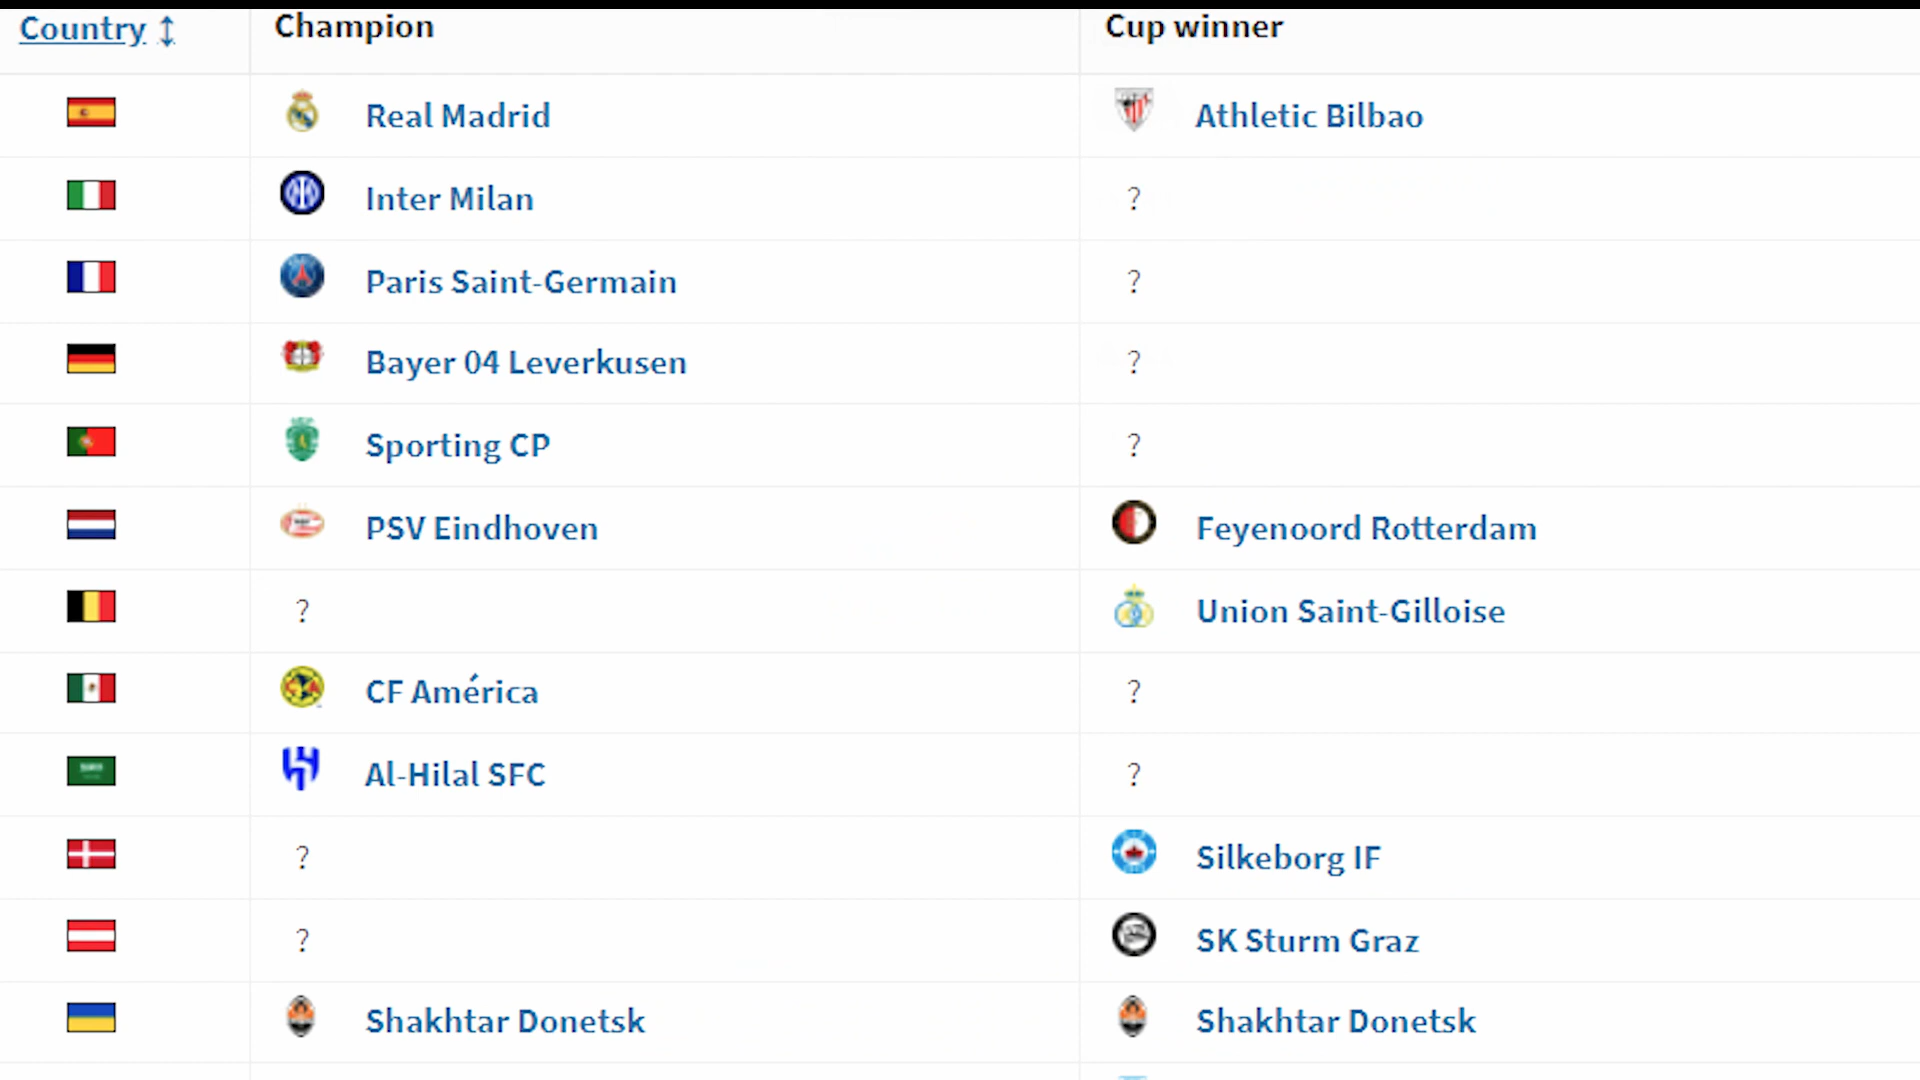 Country ↕ Champion Cup winner
Real Madrid Athletic Bilbao
Inter Milan ?
Paris Saint-Germain ?
Bayer 04 Leverkusen ?
Sporting CP ?
PSV Eindhoven Feyenoord Rotterdam
? Union Saint-Gilloise
CF América ?
Al-Hilal SFC ?
? Silkeborg IF
? SK Sturm Graz
Shakhtar Donetsk Shakhtar Donetsk